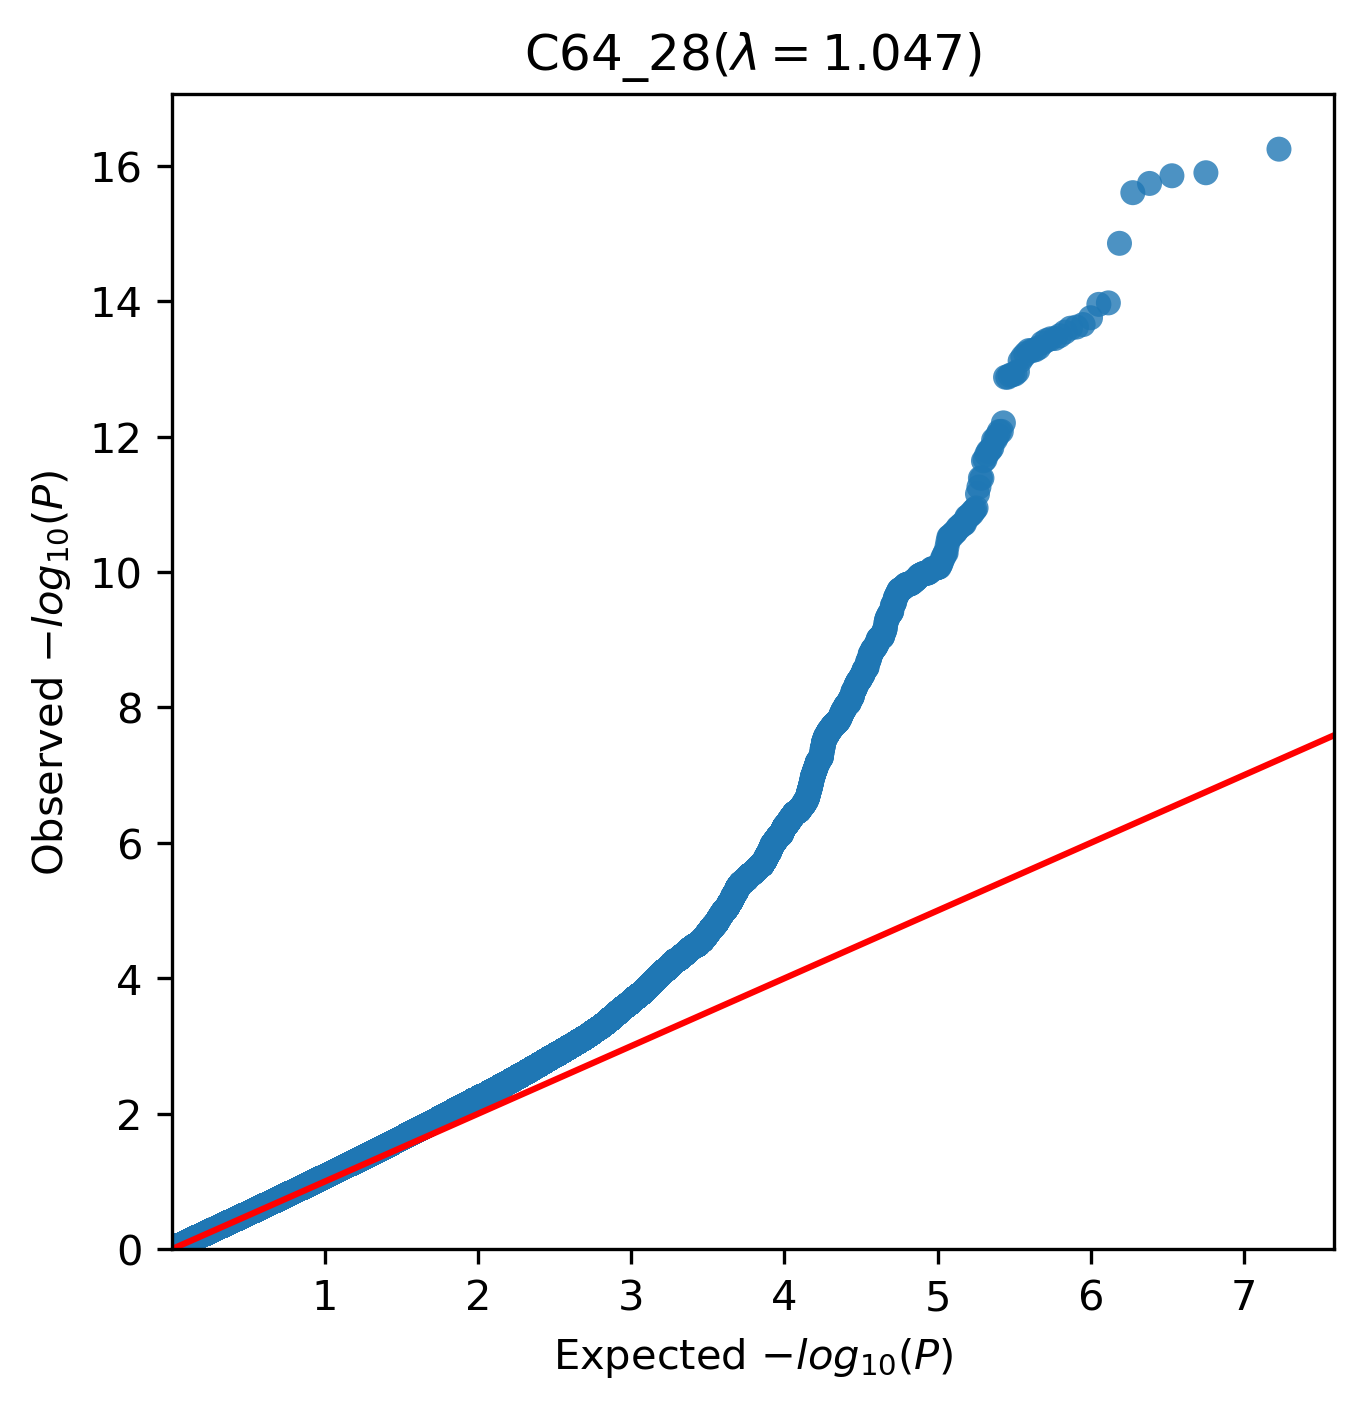 C64_28(λ = 1.047)
16
14
12
10
8
6
4
2
0
Observed −log10(P)
1 2 3 4 5 6 7
Expected −log10(P)